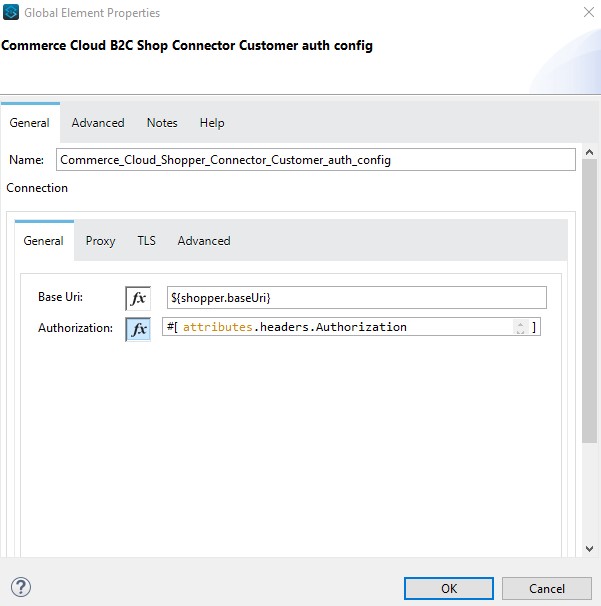 Global Element Properties
Commerce Cloud B2C Shop Connector Customer auth config
General Advanced Notes Help
Name: Commerce_Cloud_Shopper_Connector_Customer_auth_config
Connection
General Proxy TLS Advanced
Base Uri: fx ${shopper.baseUri}
Authorization: fx #[ attributes.headers.Authorization ]
? OK Cancel